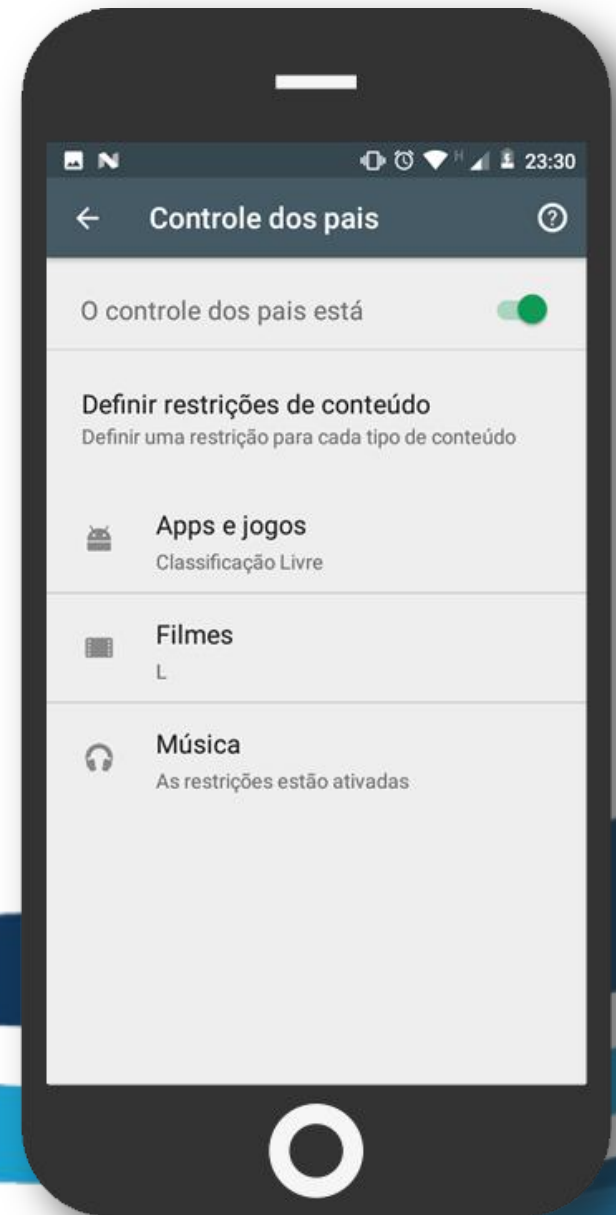 N H 23:30
Controle dos pais ?
O controle dos pais está
Definir restrições de conteúdo
Definir uma restrição para cada tipo de conteúdo
Apps e jogos
Classificação Livre
Filmes
L
Música
As restrições estão ativadas